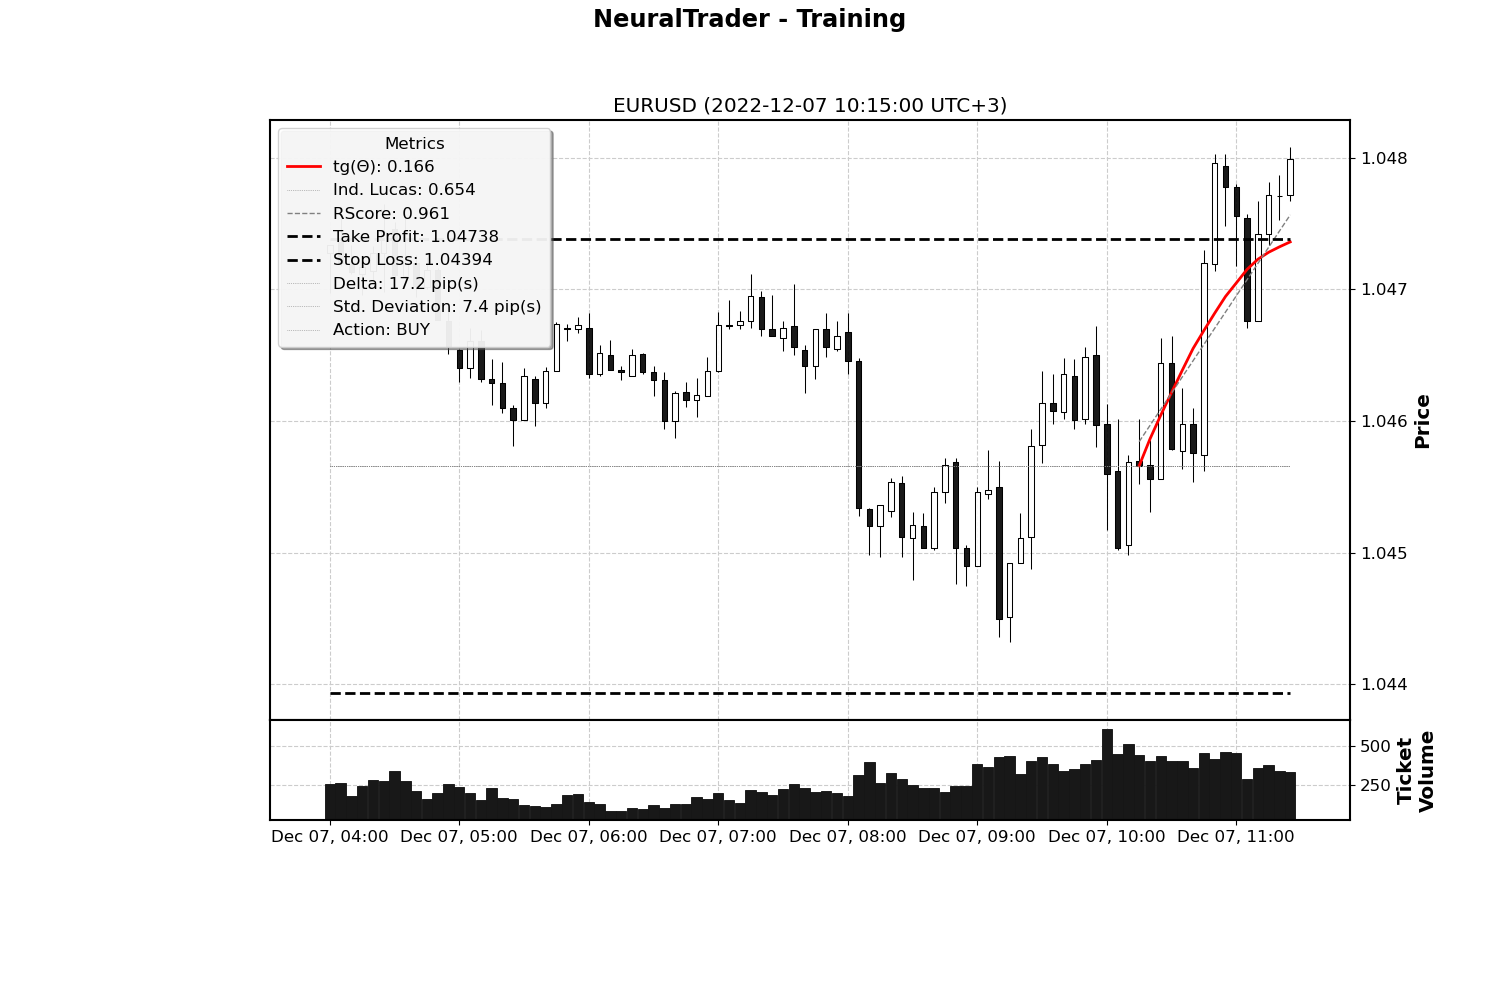 NeuralTrader - Training
EURUSD (2022-12-07 10:15:00 UTC+3)
Metrics
tg(Θ): 0.166
Ind. Lucas: 0.654
RScore: 0.961
Take Profit: 1.04738
Stop Loss: 1.04394
Delta: 17.2 pip(s)
Std. Deviation: 7.4 pip(s)
Action: BUY
1.048
1.047
1.046
1.045
1.044
Price
500
250
Ticket
Volume
Dec 07, 04:00 Dec 07, 05:00 Dec 07, 06:00 Dec 07, 07:00 Dec 07, 08:00 Dec 07, 09:00 Dec 07, 10:00 Dec 07, 11:00